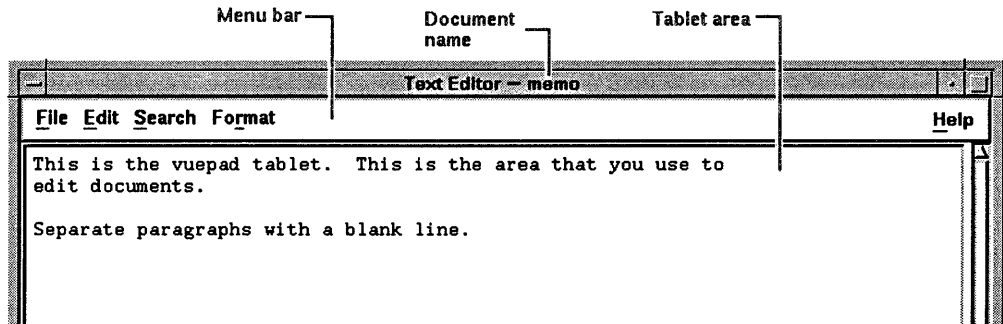 Menu bar
Document
name
Tablet area
Text Editor — memo
File Edit Search Format Help
This is the vuepad tablet. This is the area that you use to
edit documents.
Separate paragraphs with a blank line.